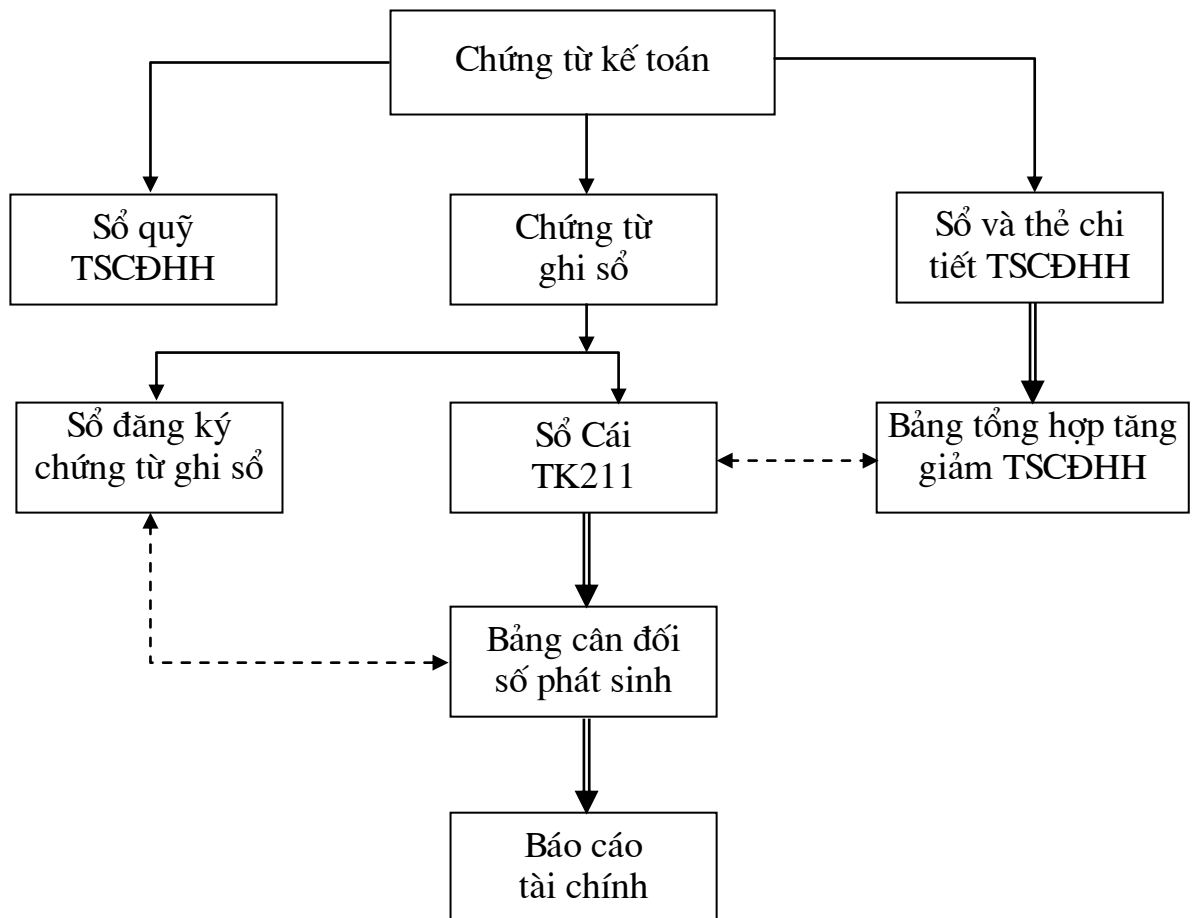 Chứng từ kế toán
Sổ quỹ
TSCĐHH
Chứng từ
ghi sổ
Sổ và thẻ chi
tiết TSCĐHH
Sổ đăng ký
chứng từ ghi sổ
Sổ Cái
TK211
Bảng tổng hợp tăng
giảm TSCĐHH
Bảng cân đối
số phát sinh
Báo cáo
tài chính